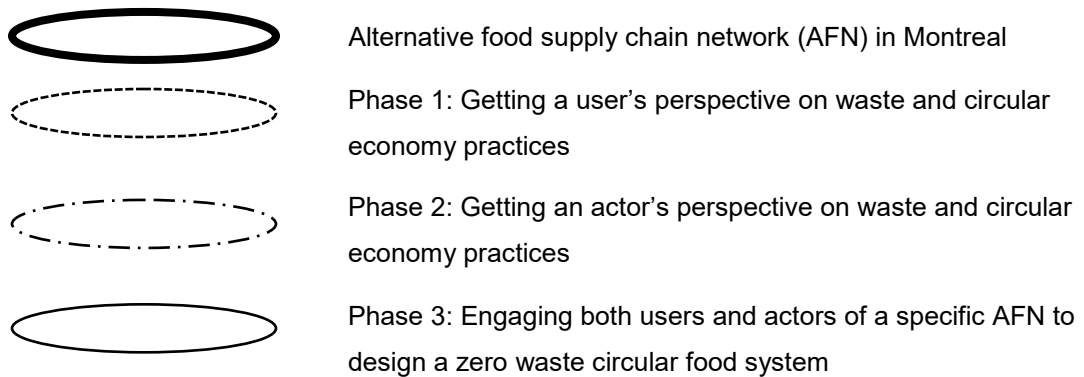 Alternative food supply chain network (AFN) in Montreal
Phase 1: Getting a user’s perspective on waste and circular
economy practices
Phase 2: Getting an actor’s perspective on waste and circular
economy practices
Phase 3: Engaging both users and actors of a specific AFN to
design a zero waste circular food system